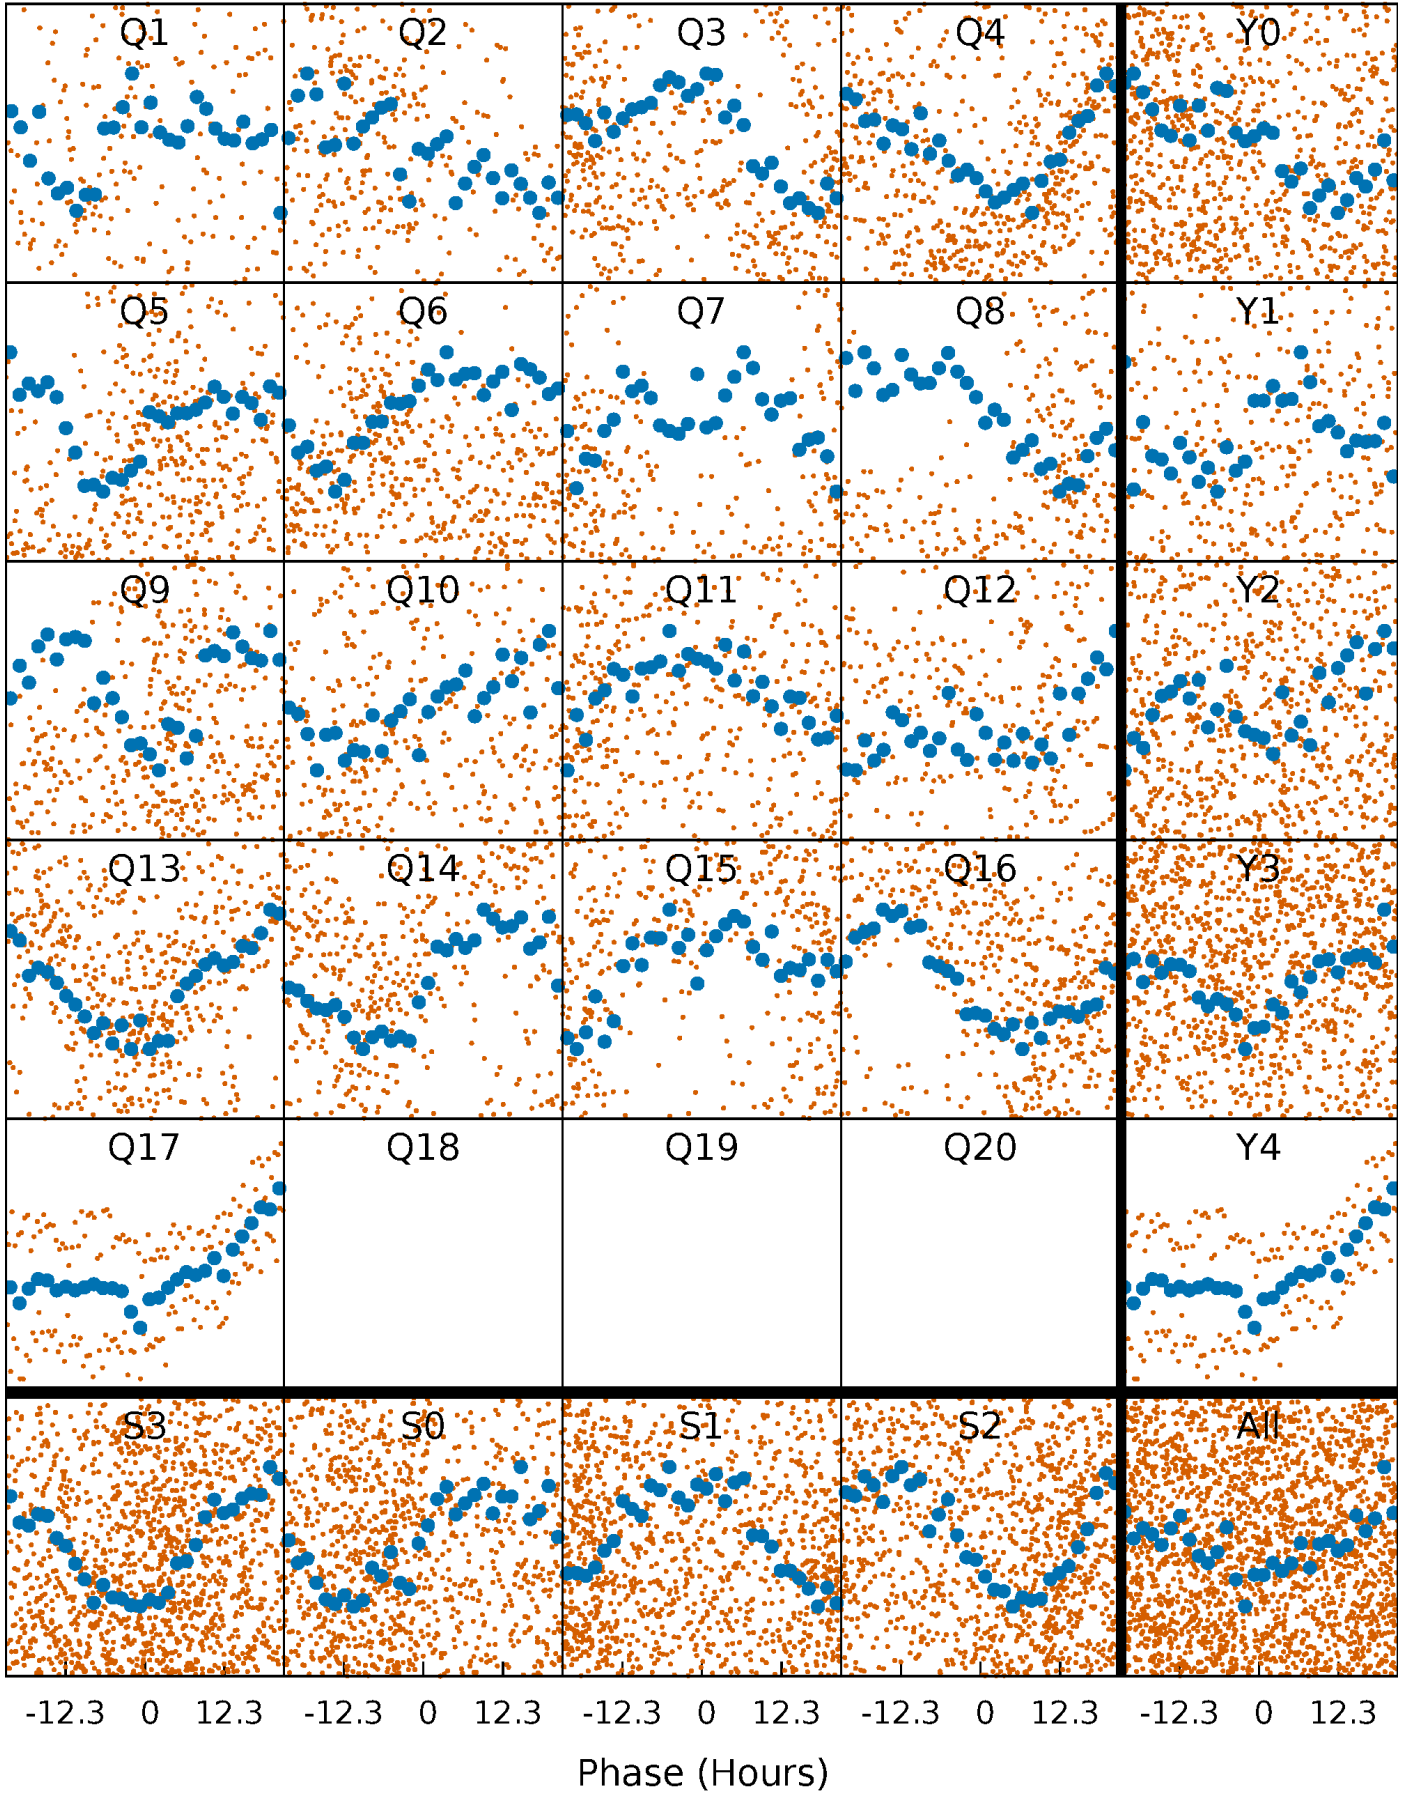 Q1 Q2 Q3 Q4 Y0
Q5 Q6 Q7 Q8 Y1
Q9 Q10 Q11 Q12 Y2
Q13 Q14 Q15 Q16 Y3
Q17 Q18 Q19 Q20 Y4
S3 S0 S1 S2 All
-12.3 0 12.3 -12.3 0 12.3 -12.3 0 12.3 -12.3 0 12.3 -12.3 0 12.3
Phase (Hours)